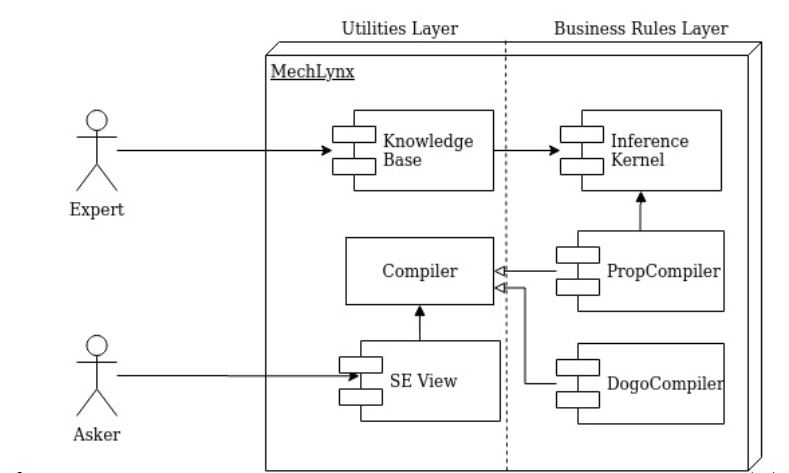 Utilities Layer
Business Rules Layer
MechLynx
Knowledge
Base
Inference
Kernel
Expert
Compiler
PropCompiler
SE View
DogoCompiler
Asker